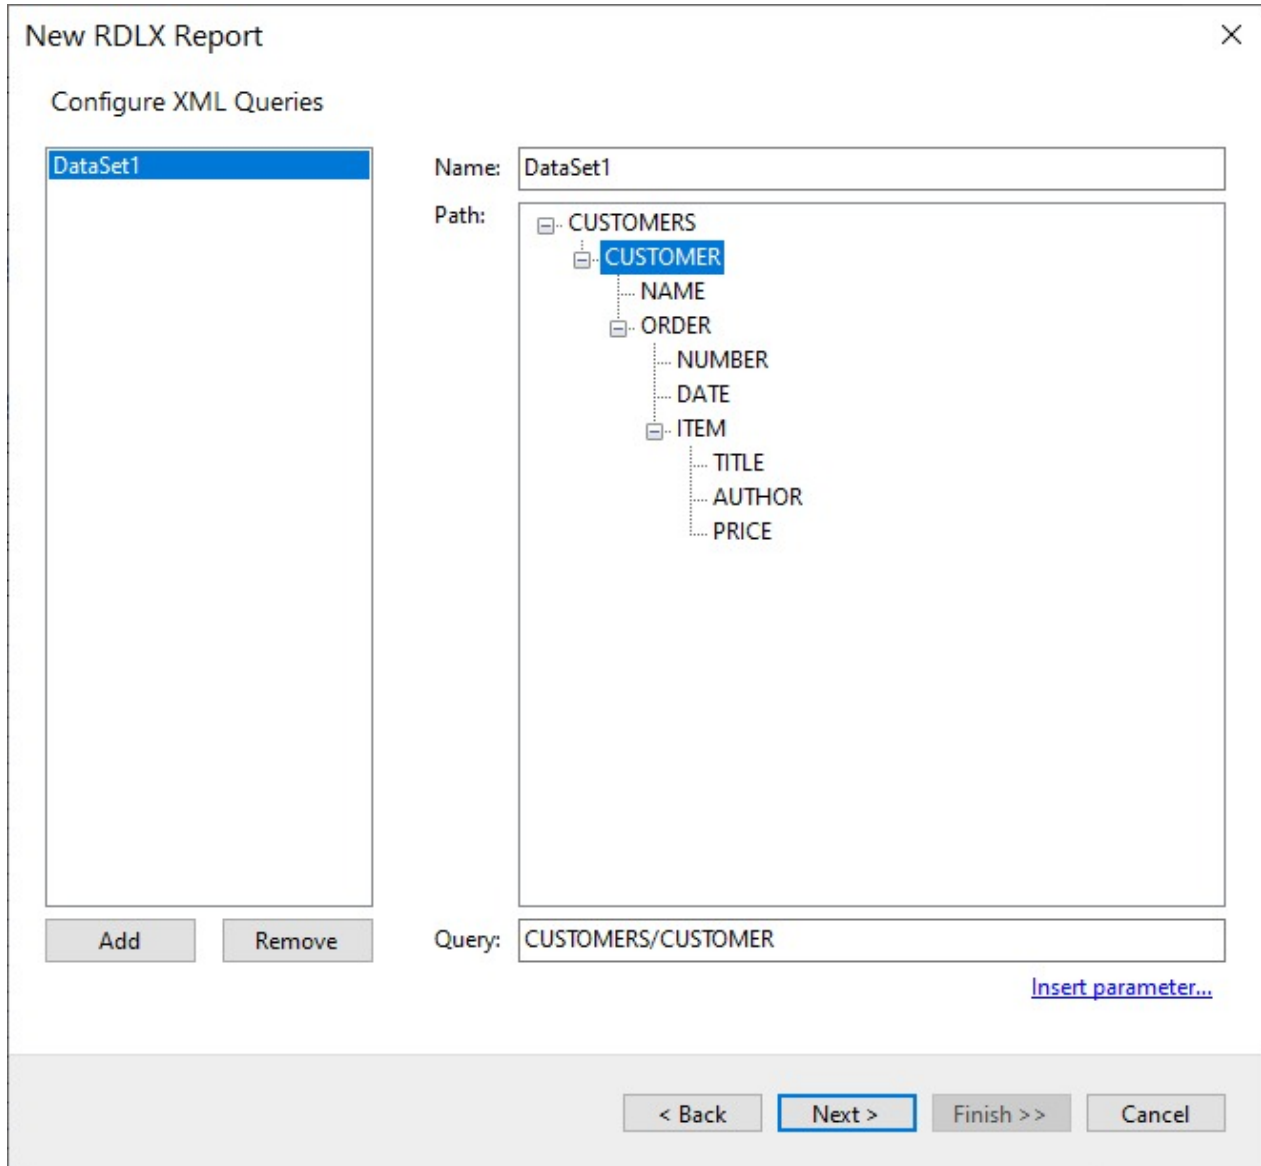 New RDLX Report
Configure XML Queries
DataSet1
Name: DataSet1
Path:
CUSTOMERS
CUSTOMER
NAME
ORDER
NUMBER
DATE
ITEM
TITLE
AUTHOR
PRICE
Add Remove
Query: CUSTOMERS/CUSTOMER
Insert parameter...
< Back Next > Finish >> Cancel